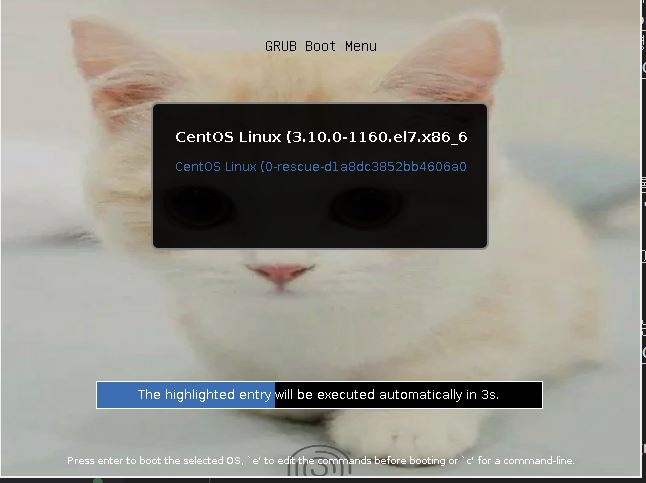 GRUB Boot Menu
CentOS Linux (3.10.0-1160.el7.x86_6
CentOS Linux (0-rescue-d1a8dc3852bb4606a0
The highlighted entry will be executed automatically in 3s.
Press enter to boot the selected OS, `e' to edit the commands before booting or `c' for a command-line.